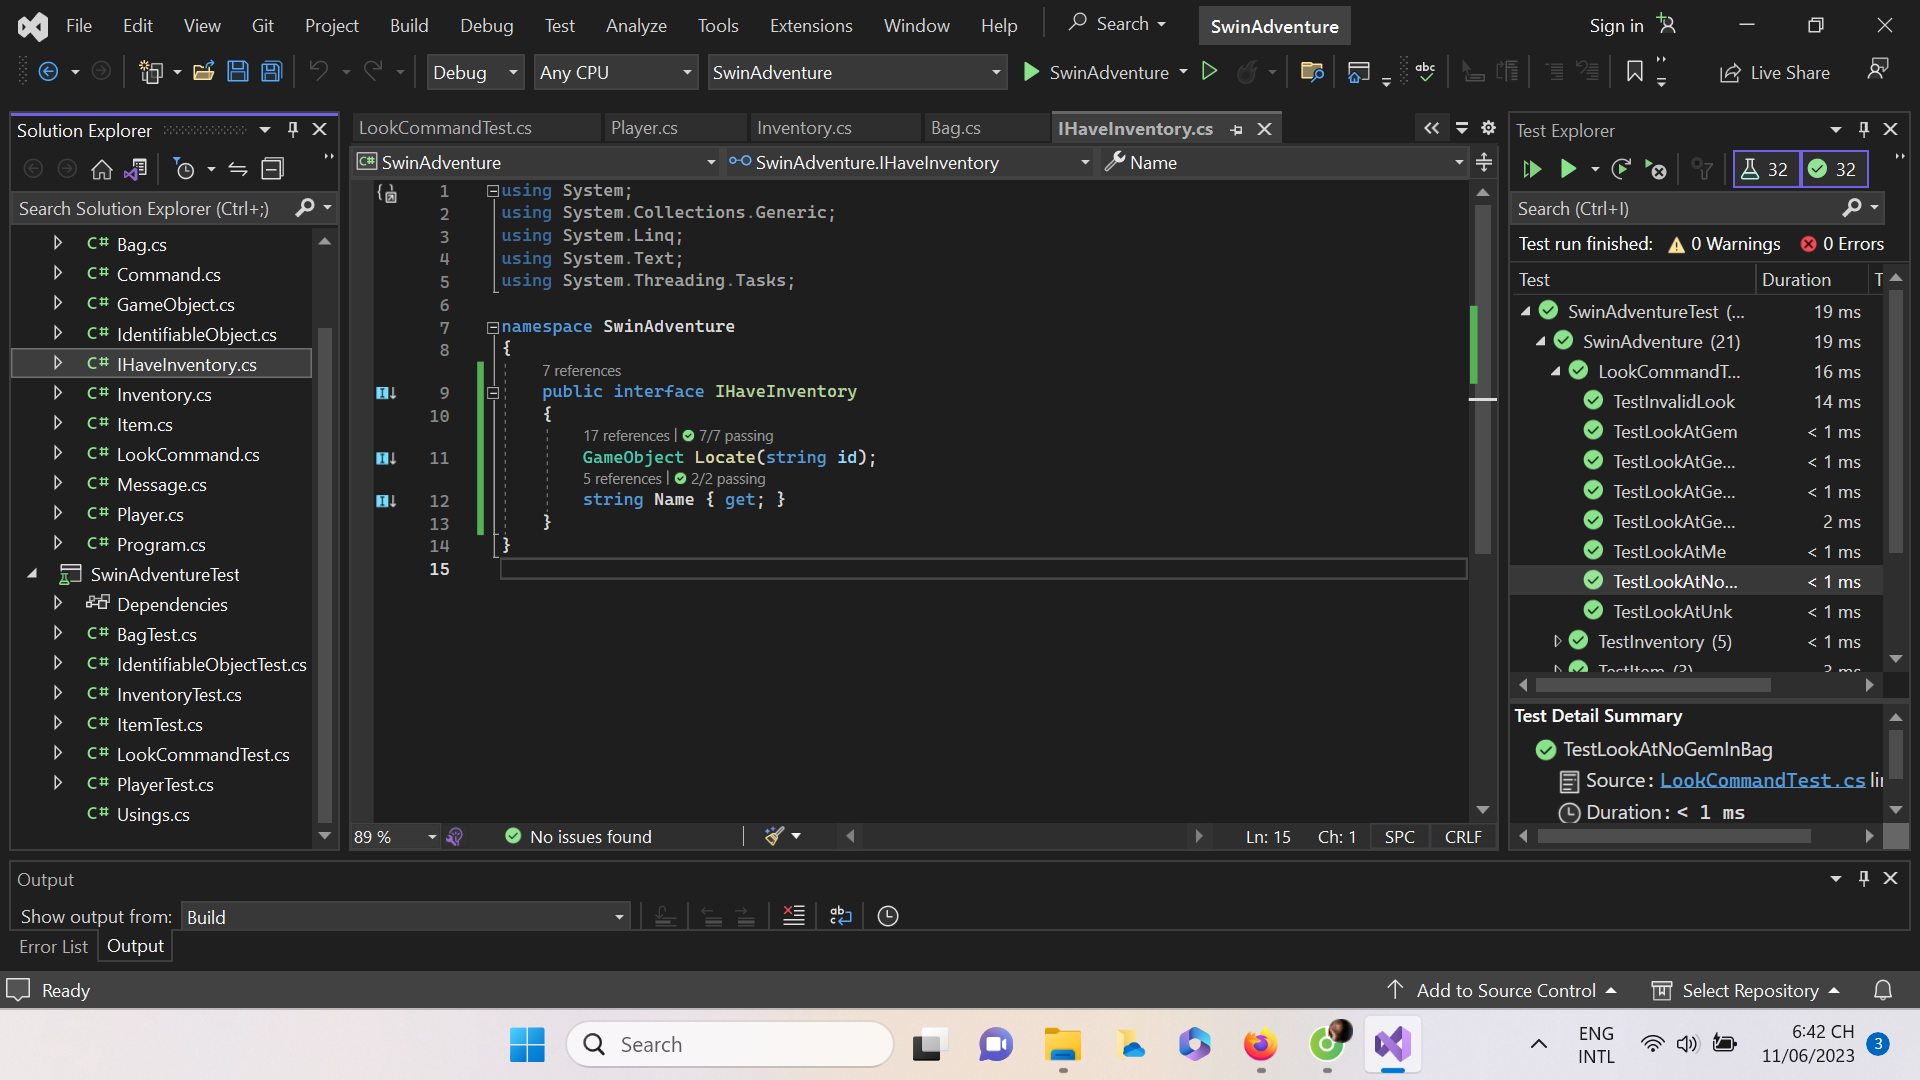 File Edit View Git Project Build Debug Test Analyze Tools Extensions Window Help Search SwinAdventure Sign in
Debug Any CPU SwinAdventure SwinAdventure Live Share
Solution Explorer
Search Solution Explorer (Ctrl+;)
C# Bag.cs
C# Command.cs
C# GameObject.cs
C# IdentifiableObject.cs
C# IHaveInventory.cs
C# Inventory.cs
C# Item.cs
C# LookCommand.cs
C# Message.cs
C# Player.cs
C# Program.cs
SwinAdventureTest
Dependencies
C# BagTest.cs
C# IdentifiableObjectTest.cs
C# InventoryTest.cs
C# ItemTest.cs
C# LookCommandTest.cs
C# PlayerTest.cs
C# Usings.cs
LookCommandTest.cs Player.cs Inventory.cs Bag.cs IHaveInventory.cs
C# SwinAdventure SwinAdventure.IHaveInventory Name
1 using System;
2 using System.Collections.Generic;
3 using System.Linq;
4 using System.Text;
5 using System.Threading.Tasks;
6
7 namespace SwinAdventure
8 {
7 references
9 public interface IHaveInventory
10 {
17 references | 7/7 passing
11 GameObject Locate(string id);
5 references | 2/2 passing
12 string Name { get; }
13 }
14 }
15
89 % No issues found Ln: 15 Ch: 1 SPC CRLF
Test Explorer
32 32
Search (Ctrl+I)
Test run finished: 0 Warnings 0 Errors
Test Duration T
SwinAdventureTest (... 19 ms
SwinAdventure (21) 19 ms
LookCommandT... 16 ms
TestInvalidLook 14 ms
TestLookAtGem < 1 ms
TestLookAtGe... < 1 ms
TestLookAtGe... < 1 ms
TestLookAtGe... 2 ms
TestLookAtMe < 1 ms
TestLookAtNo... < 1 ms
TestLookAtUnk < 1 ms
TestInventory (5) < 1 ms
TestItem (3) 3 ms
Test Detail Summary
TestLookAtNoGemInBag
Source: LookCommandTest.cs
Duration: < 1 ms
Output
Show output from: Build
Error List Output
Ready Add to Source Control Select Repository
Search ENG INTL 6:42 CH 11/06/2023 3